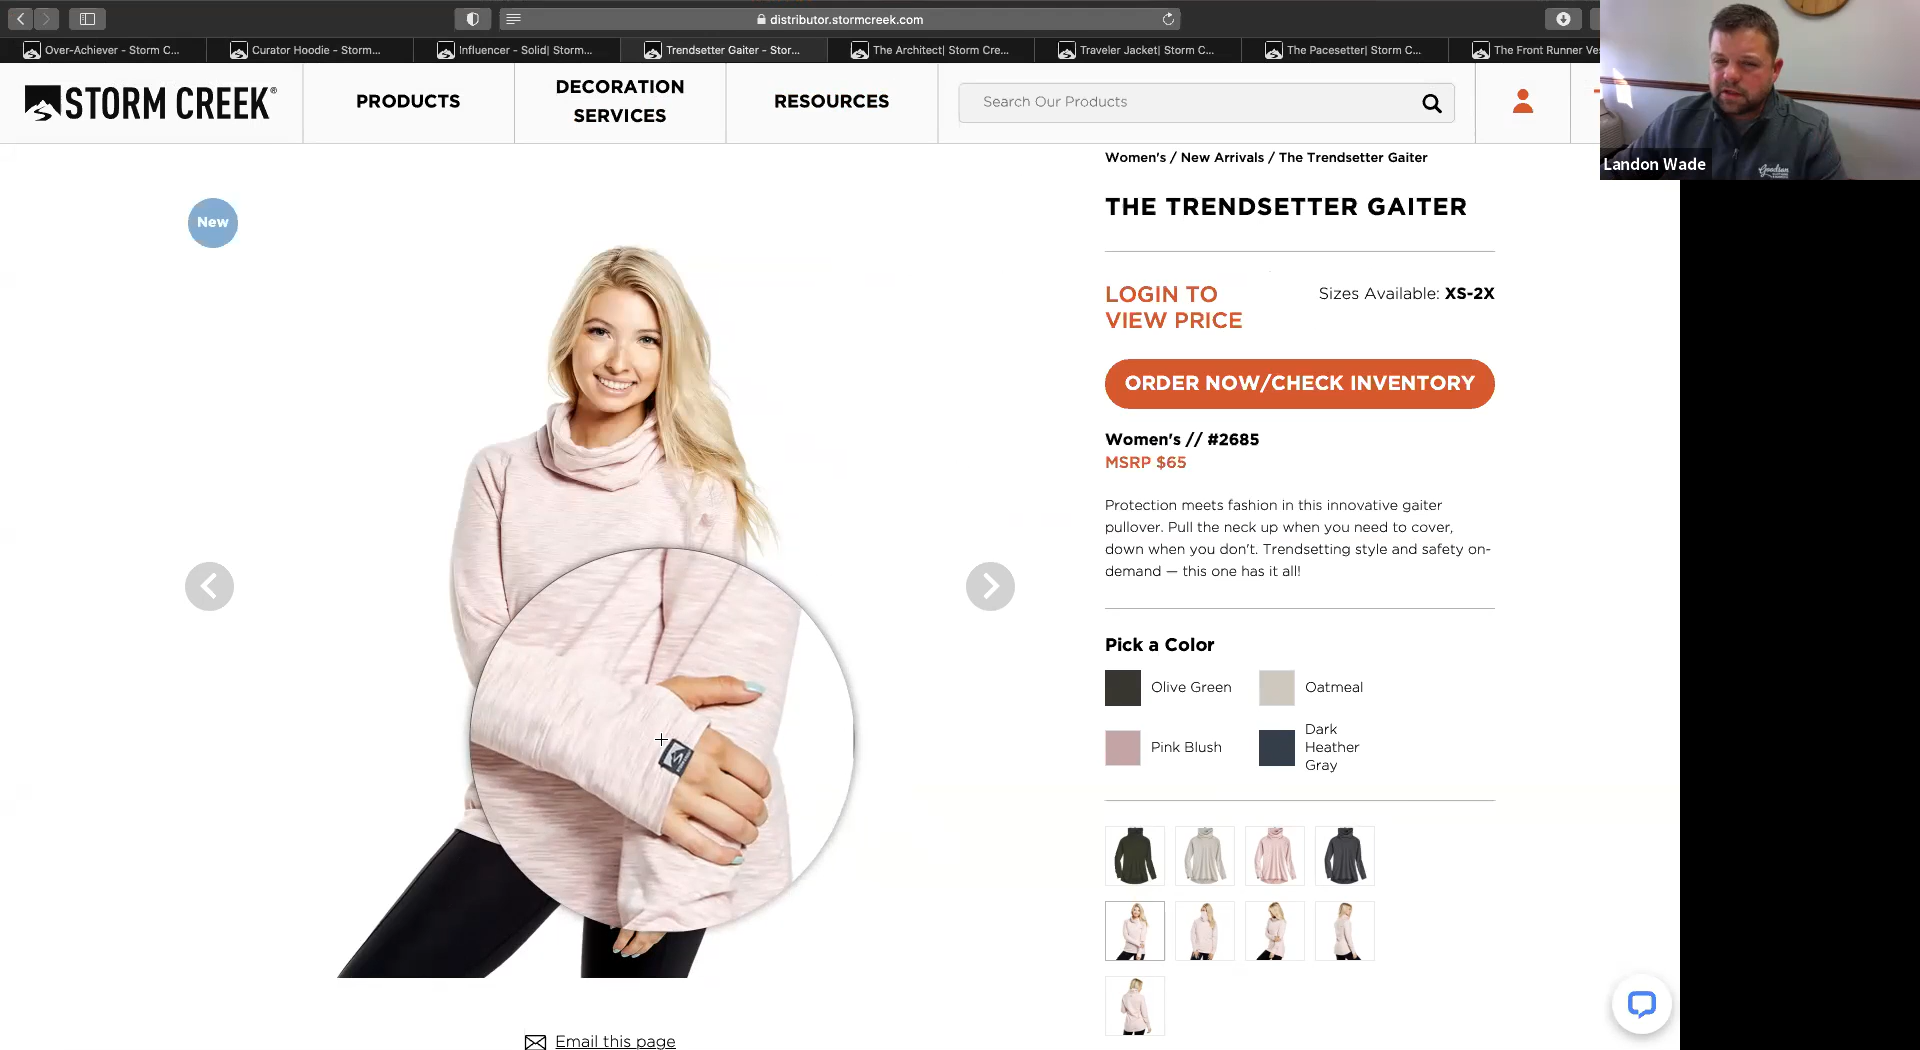 distributor.stormcreek.com
Over-Achiever - Storm C...
Curator Hoodie - Storm...
Influencer - Solid| Storm...
Trendsetter Gaiter - Stor...
The Architect| Storm Cre...
Traveler Jacket| Storm C...
The Pacesetter| Storm C...
The Front Runner Ves
STORM CREEK®
PRODUCTS
DECORATION
SERVICES
RESOURCES
Search Our Products
Landon Wade
Women's / New Arrivals / The Trendsetter Gaiter
New
THE TRENDSETTER GAITER
LOGIN TO
VIEW PRICE
Sizes Available: XS-2X
ORDER NOW/CHECK INVENTORY
Women's // #2685
MSRP $65
Protection meets fashion in this innovative gaiter
pullover. Pull the neck up when you need to cover,
down when you don't. Trendsetting style and safety on-
demand — this one has it all!
Pick a Color
Olive Green
Oatmeal
Pink Blush
Dark
Heather
Gray
Email this page